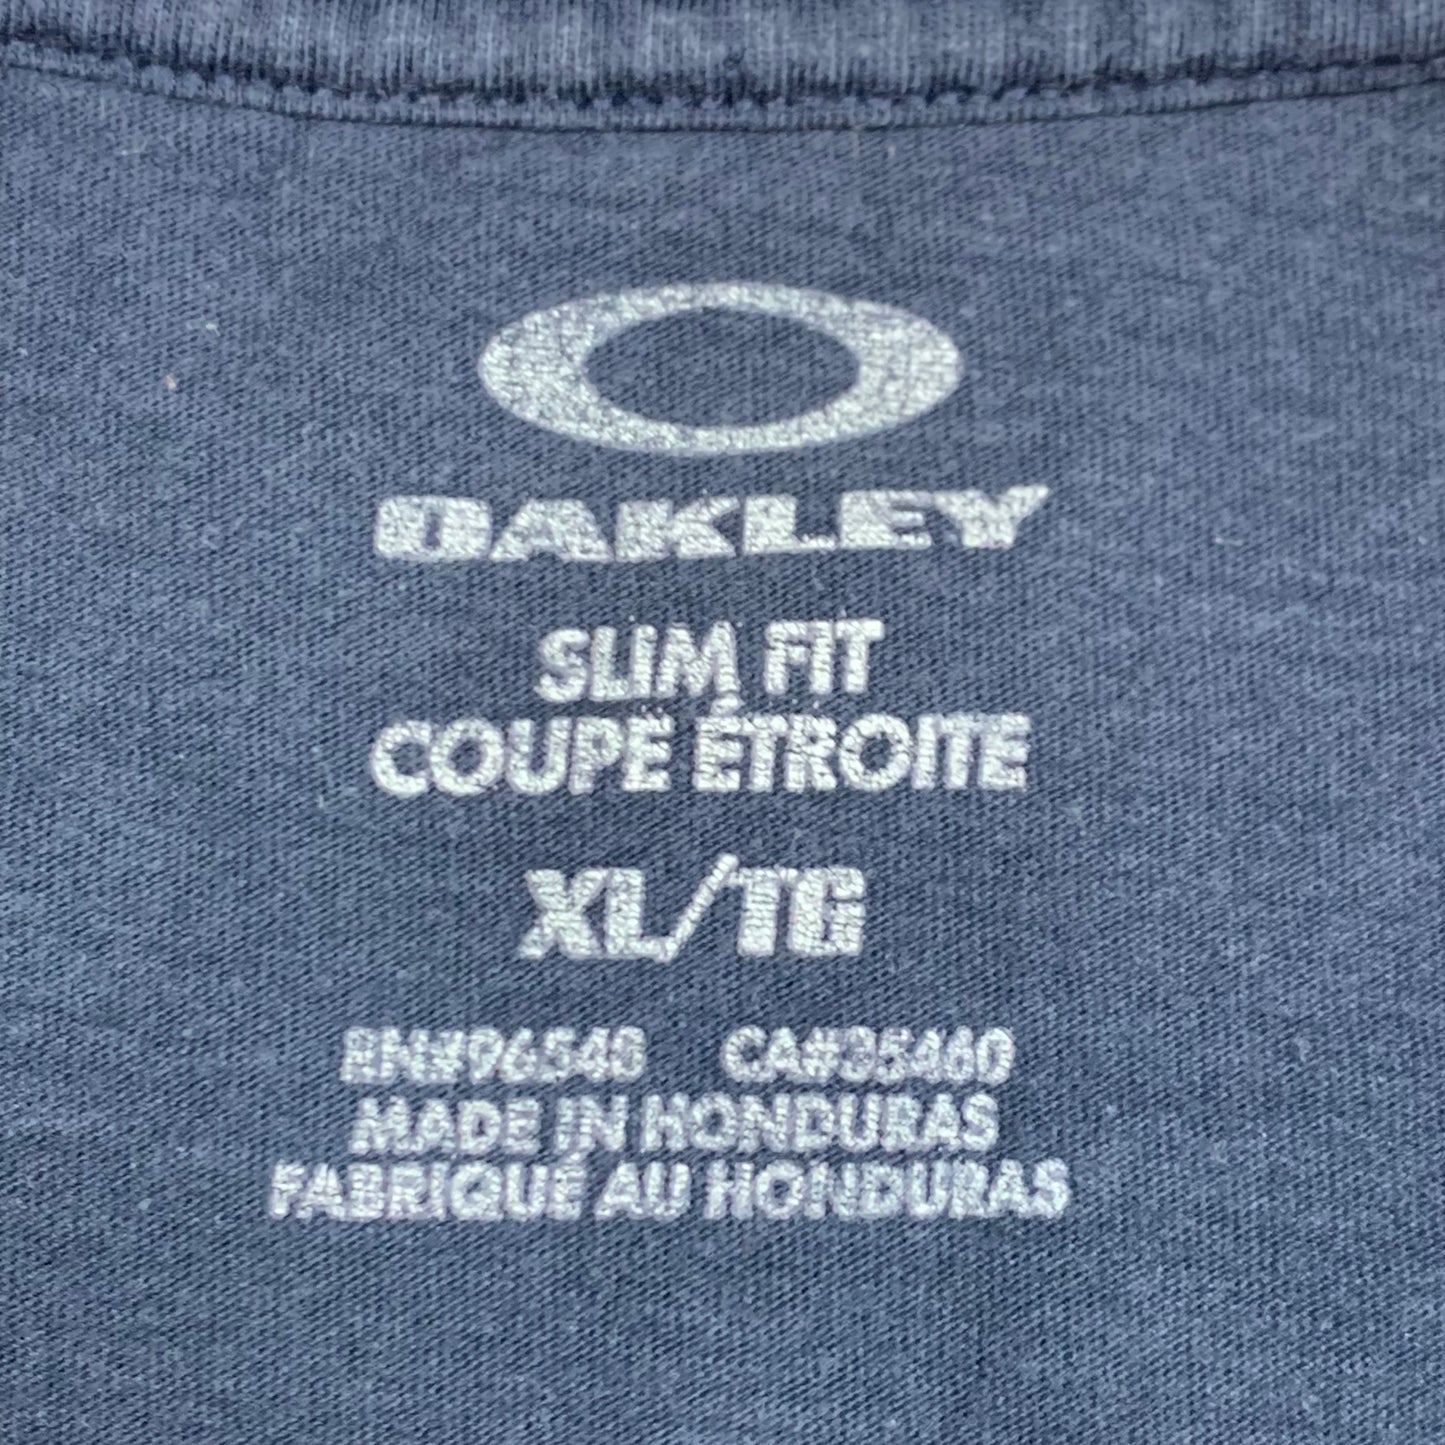 OAKLEY
SLIM FIT
COUPE ÉTROITE
XL/TG
RN#96548 CA#35460
MADE IN HONDURAS
FABRIQUÉ AU HONDURAS